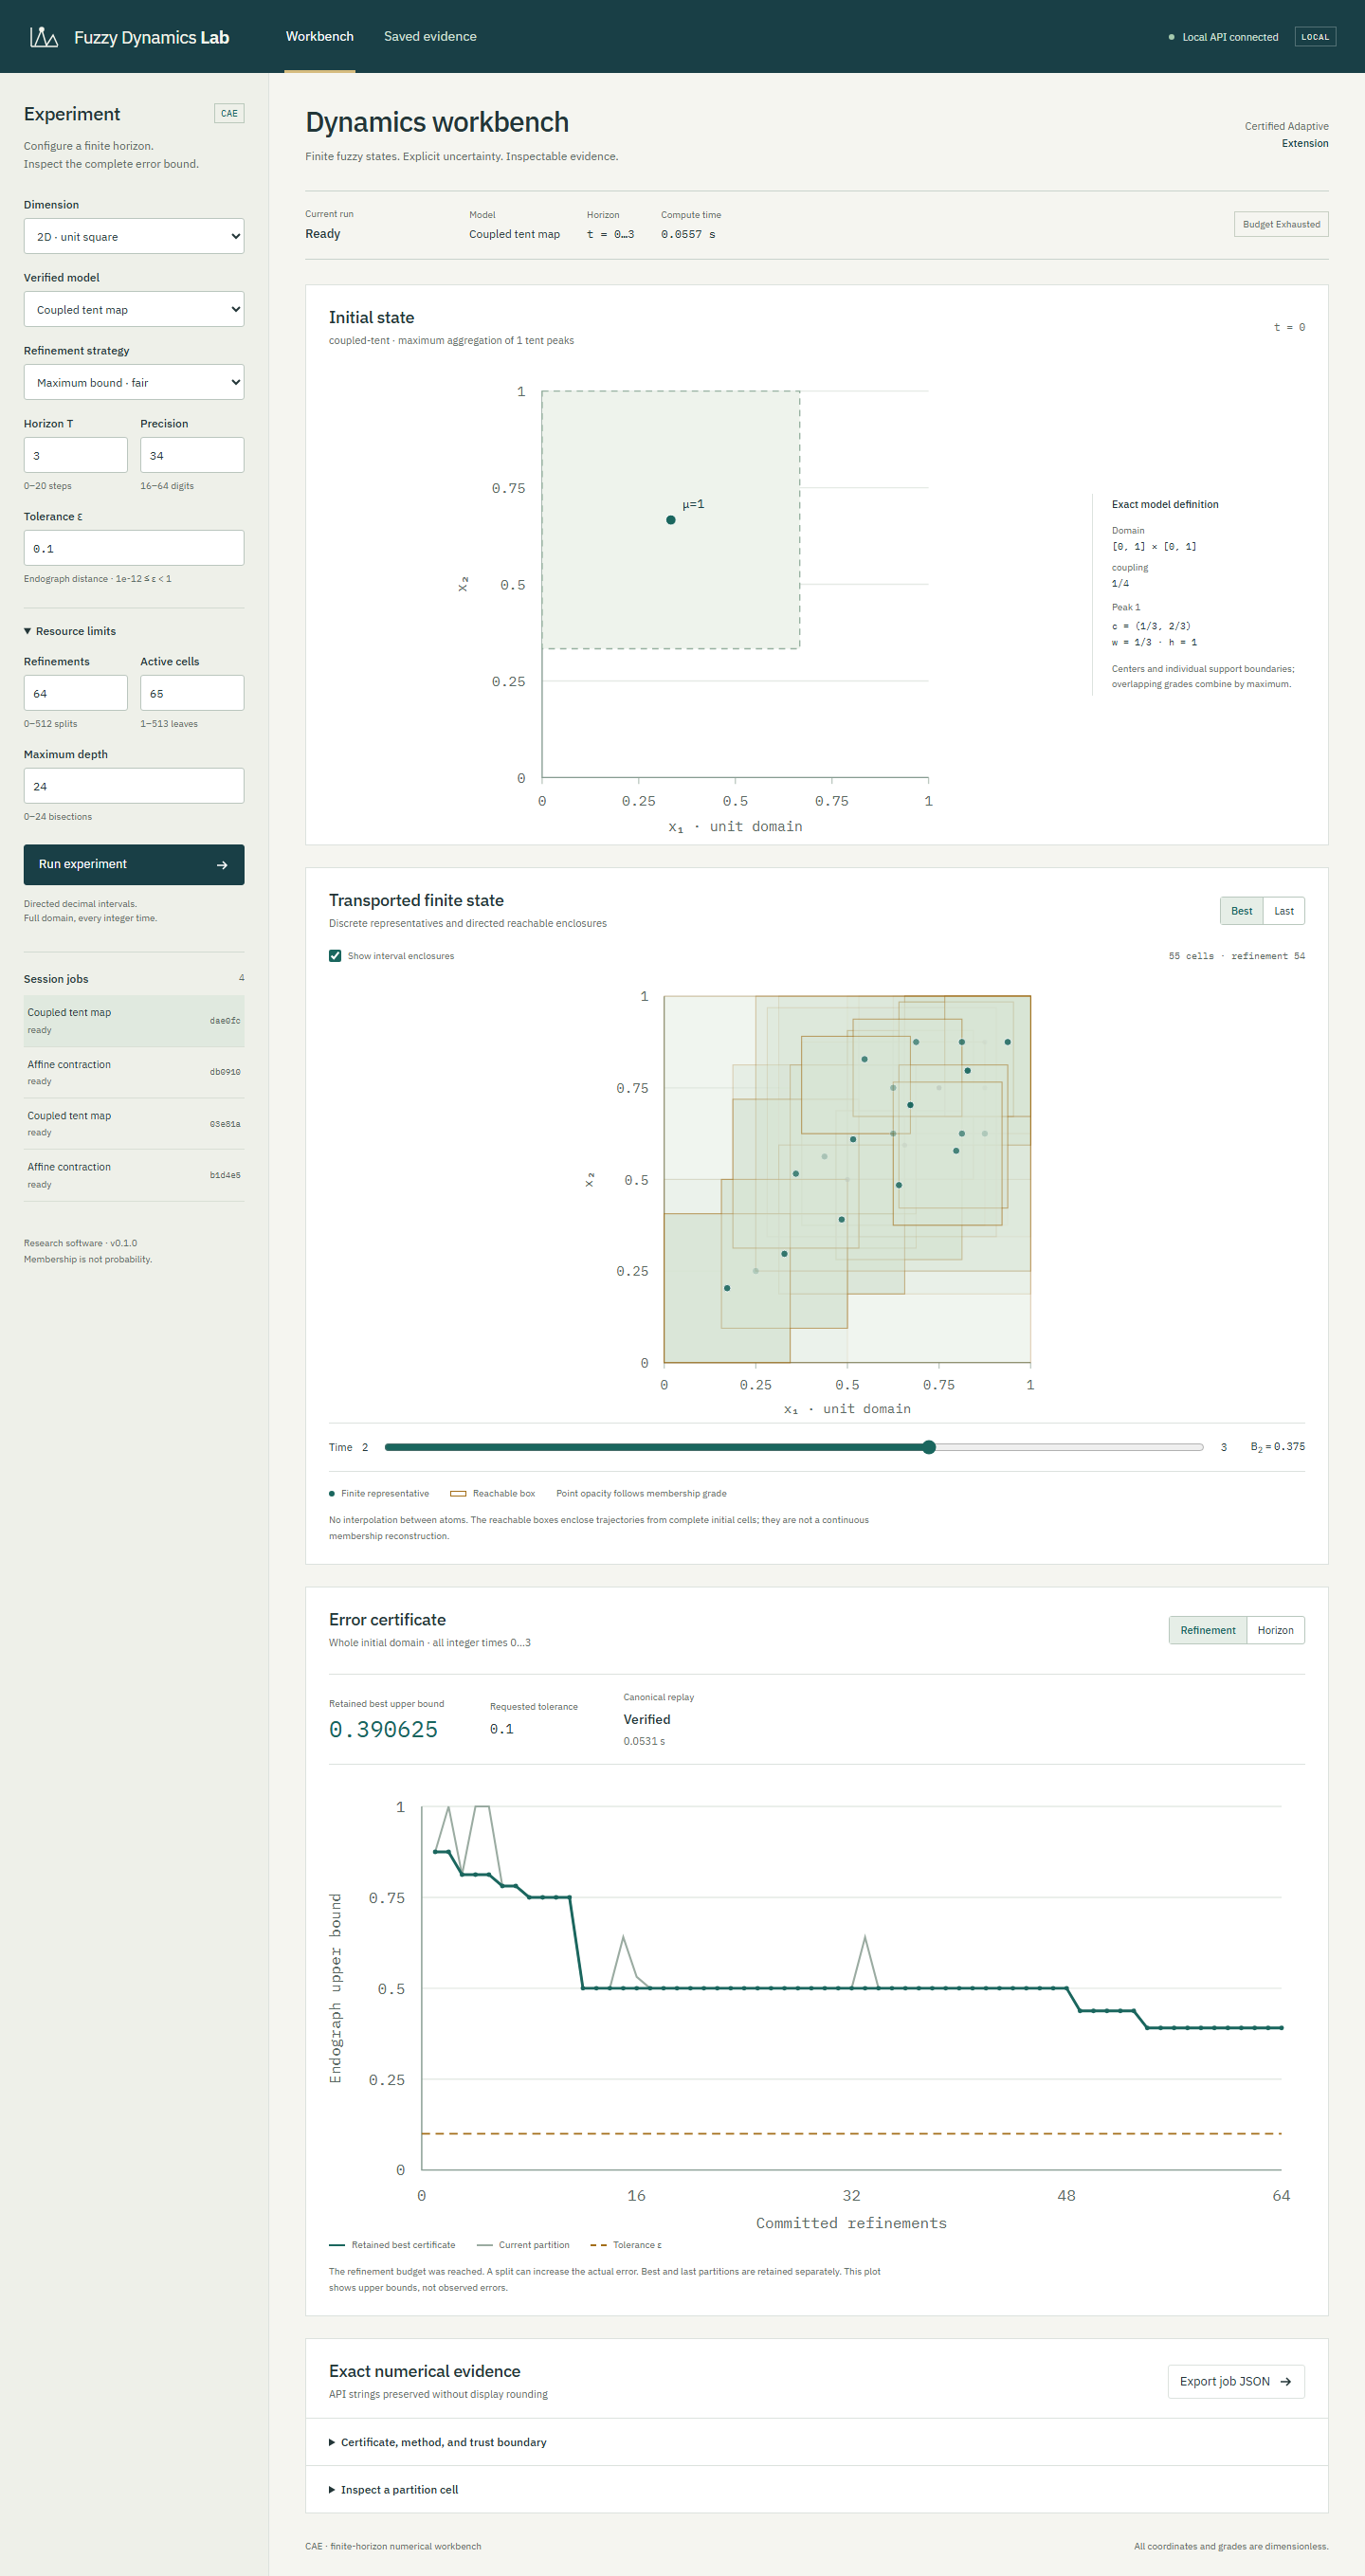 Fuzzy Dynamics Lab
Workbench
Saved evidence
Local API connected
LOCAL
Experiment
CAE
Configure a finite horizon.
Inspect the complete error bound.
Dimension
2D · unit square
Verified model
Coupled tent map
Refinement strategy
Maximum bound · fair
Horizon T
Precision
3
34
0–20 steps
16–64 digits
Tolerance ε
0.1
Endograph distance · 1e-12 ≤ ε < 1
▼ Resource limits
Refinements
Active cells
64
65
0–512 splits
1–513 leaves
Maximum depth
24
0–24 bisections
Run experiment →
Directed decimal intervals.
Full domain, every integer time.
Session jobs
4
Coupled tent map
ready
dae0fc
Affine contraction
ready
db0910
Coupled tent map
ready
03e81a
Affine contraction
ready
b1d4e5
Research software · v0.1.0
Membership is not probability.
Dynamics workbench
Finite fuzzy states. Explicit uncertainty. Inspectable evidence.
Certified Adaptive
Extension
Current run
Ready
Model
Coupled tent map
Horizon
t = 0…3
Compute time
0.0557 s
Budget Exhausted
Initial state
coupled-tent · maximum aggregation of 1 tent peaks
t = 0
1
0.75
0.5
0.25
0
x₂
μ=1
0
0.25
0.5
0.75
1
x₁ · unit domain
Exact model definition
Domain
[0, 1] × [0, 1]
coupling
1/4
Peak 1
c = (1/3, 2/3)
w = 1/3 · h = 1
Centers and individual support boundaries;
overlapping grades combine by maximum.
Transported finite state
Discrete representatives and directed reachable enclosures
Best
Last
Show interval enclosures
55 cells · refinement 54
1
0.75
0.5
0.25
0
x₂
0
0.25
0.5
0.75
1
x₁ · unit domain
Time 2
3
B₂ = 0.375
Finite representative
Reachable box
Point opacity follows membership grade
No interpolation between atoms. The reachable boxes enclose trajectories from complete initial cells; they are not a continuous
membership reconstruction.
Error certificate
Whole initial domain · all integer times 0…3
Refinement
Horizon
Retained best upper bound
0.390625
Requested tolerance
0.1
Canonical replay
Verified
0.0531 s
1
0.75
0.5
0.25
0
Endograph upper bound
0
16
32
48
64
Committed refinements
Retained best certificate
Current partition
Tolerance ε
The refinement budget was reached. A split can increase the actual error. Best and last partitions are retained separately. This plot
shows upper bounds, not observed errors.
Exact numerical evidence
API strings preserved without display rounding
Export job JSON →
▶ Certificate, method, and trust boundary
▶ Inspect a partition cell
CAE · finite-horizon numerical workbench
All coordinates and grades are dimensionless.